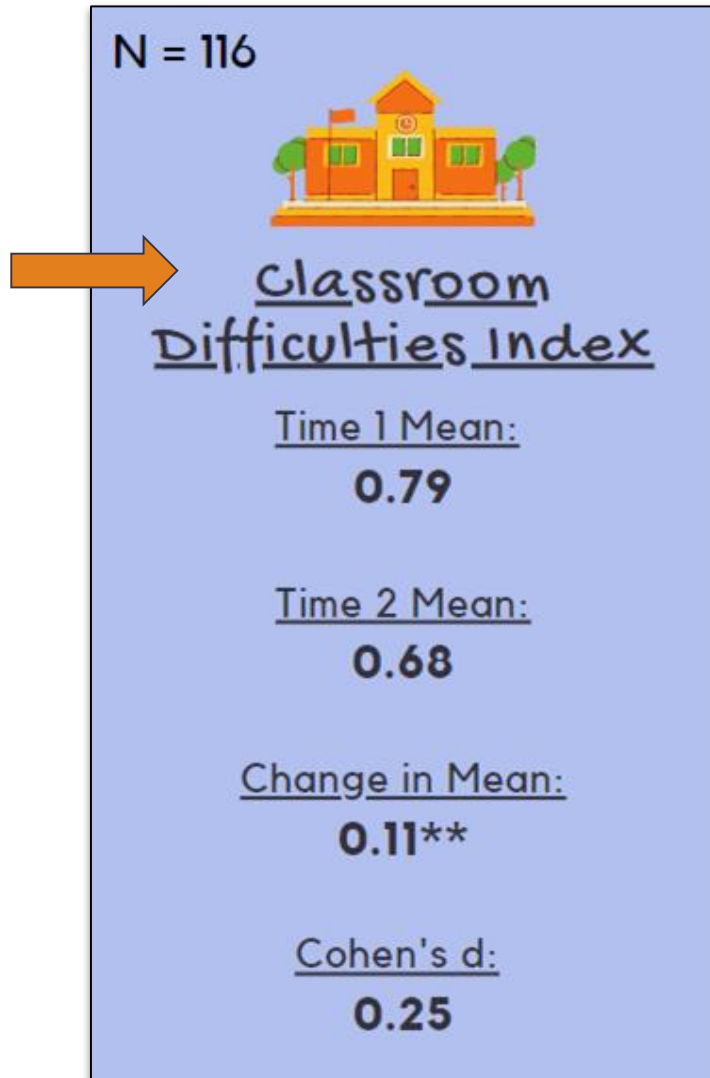 N = 116
Classroom
Difficulties Index
Time 1 Mean:
0.79
Time 2 Mean:
0.68
Change in Mean:
0.11**
Cohen's d:
0.25